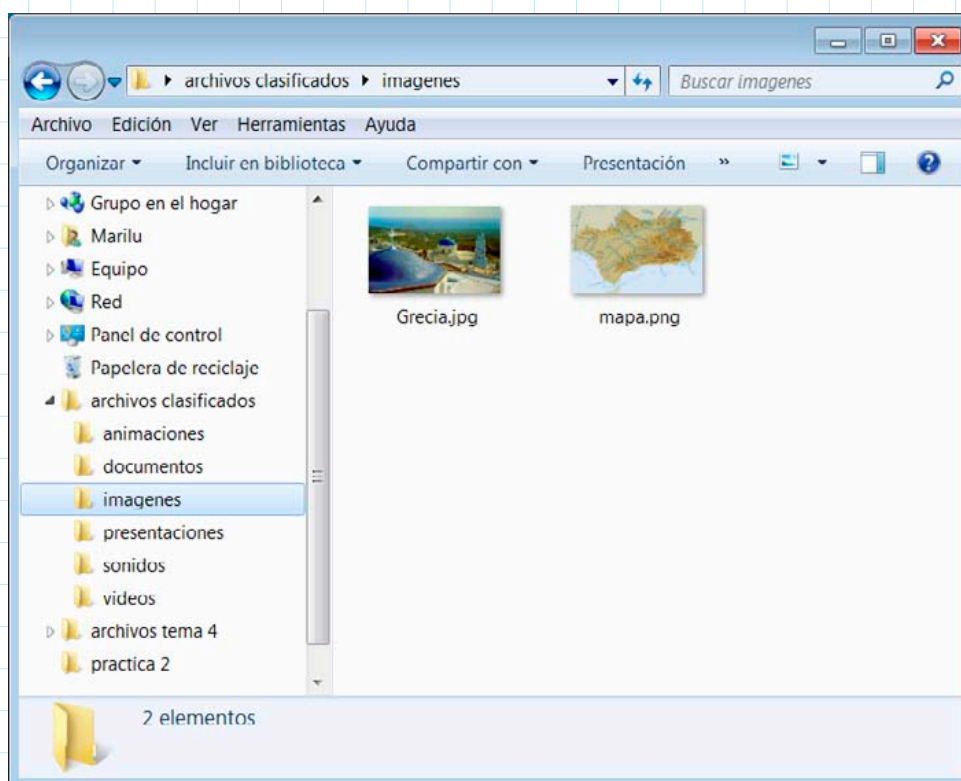 archivos clasificados imagenes
Buscar imagenes
Archivo Edición Ver Herramientas Ayuda
Organizar Incluir en biblioteca Compartir con Presentación »
Grupo en el hogar
Marilu
Equipo
Red
Panel de control
Papelera de reciclaje
archivos clasificados
animaciones
documentos
imagenes
presentaciones
sonidos
videos
archivos tema 4
practica 2
Grecia.jpg
mapa.png
2 elementos